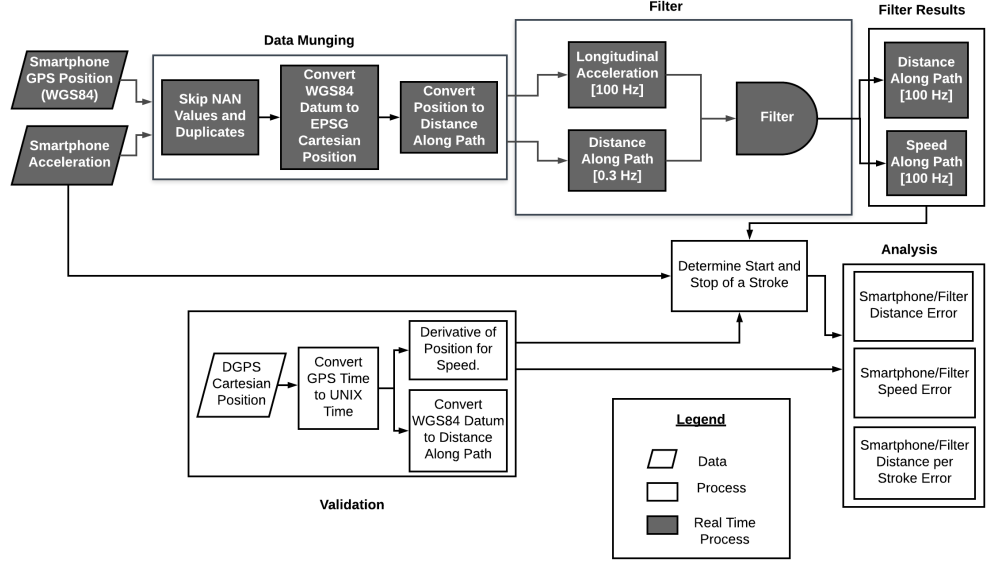 Filter
Filter Results
Data Munging
Smartphone
GPS Position
(WGS84)
Smartphone
Acceleration
Skip NAN
Values and
Duplicates
Convert
WGS84
Datum to
EPSG
Cartesian
Position
Convert
Position to
Distance
Along Path
Longitudinal
Acceleration
[100 Hz]
Distance
Along Path
[0.3 Hz]
Filter
Distance
Along Path
[100 Hz]
Speed
Along Path
[100 Hz]
Determine Start and
Stop of a Stroke
Analysis
Smartphone/Filter
Distance Error
Smartphone/Filter
Speed Error
Smartphone/Filter
Distance per
Stroke Error
DGPS
Cartesian
Position
Convert
GPS Time
to UNIX
Time
Derivative of
Position for
Speed.
Convert
WGS84 Datum
to Distance
Along Path
Validation
Legend
Data
Process
Real Time
Process